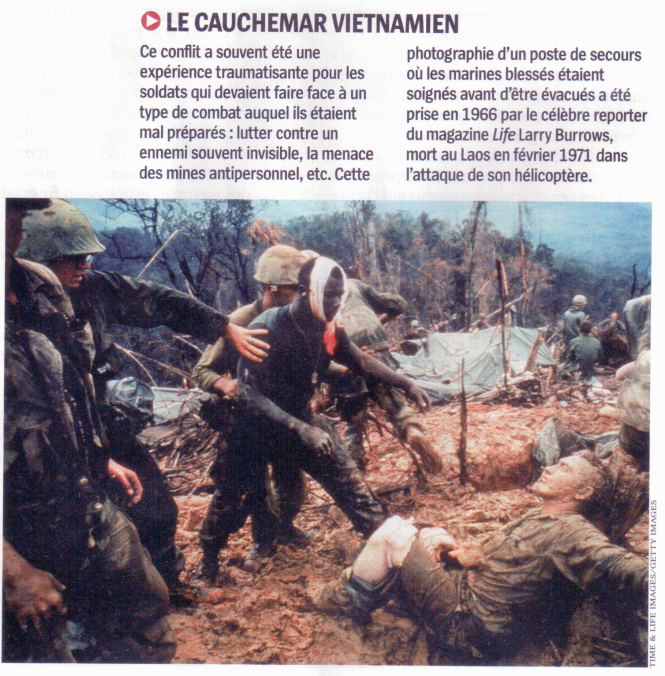 LE CAUCHEMAR VIETNAMIEN
Ce conflit a souvent été une
expérience traumatisante pour les
soldats qui devaient faire face à un
type de combat auquel ils étaient
mal préparés : lutter contre un
ennemi souvent invisible, la menace
des mines antipersonnel, etc. Cette
photographie d'un poste de secours
où les marines blessés étaient
soignés avant d'être évacués a été
prise en 1966 par le célèbre reporter
du magazine Life Larry Burrows,
mort au Laos en février 1971 dans
l'attaque de son hélicoptère.
TIME & LIFE IMAGES/GETTY IMAGES